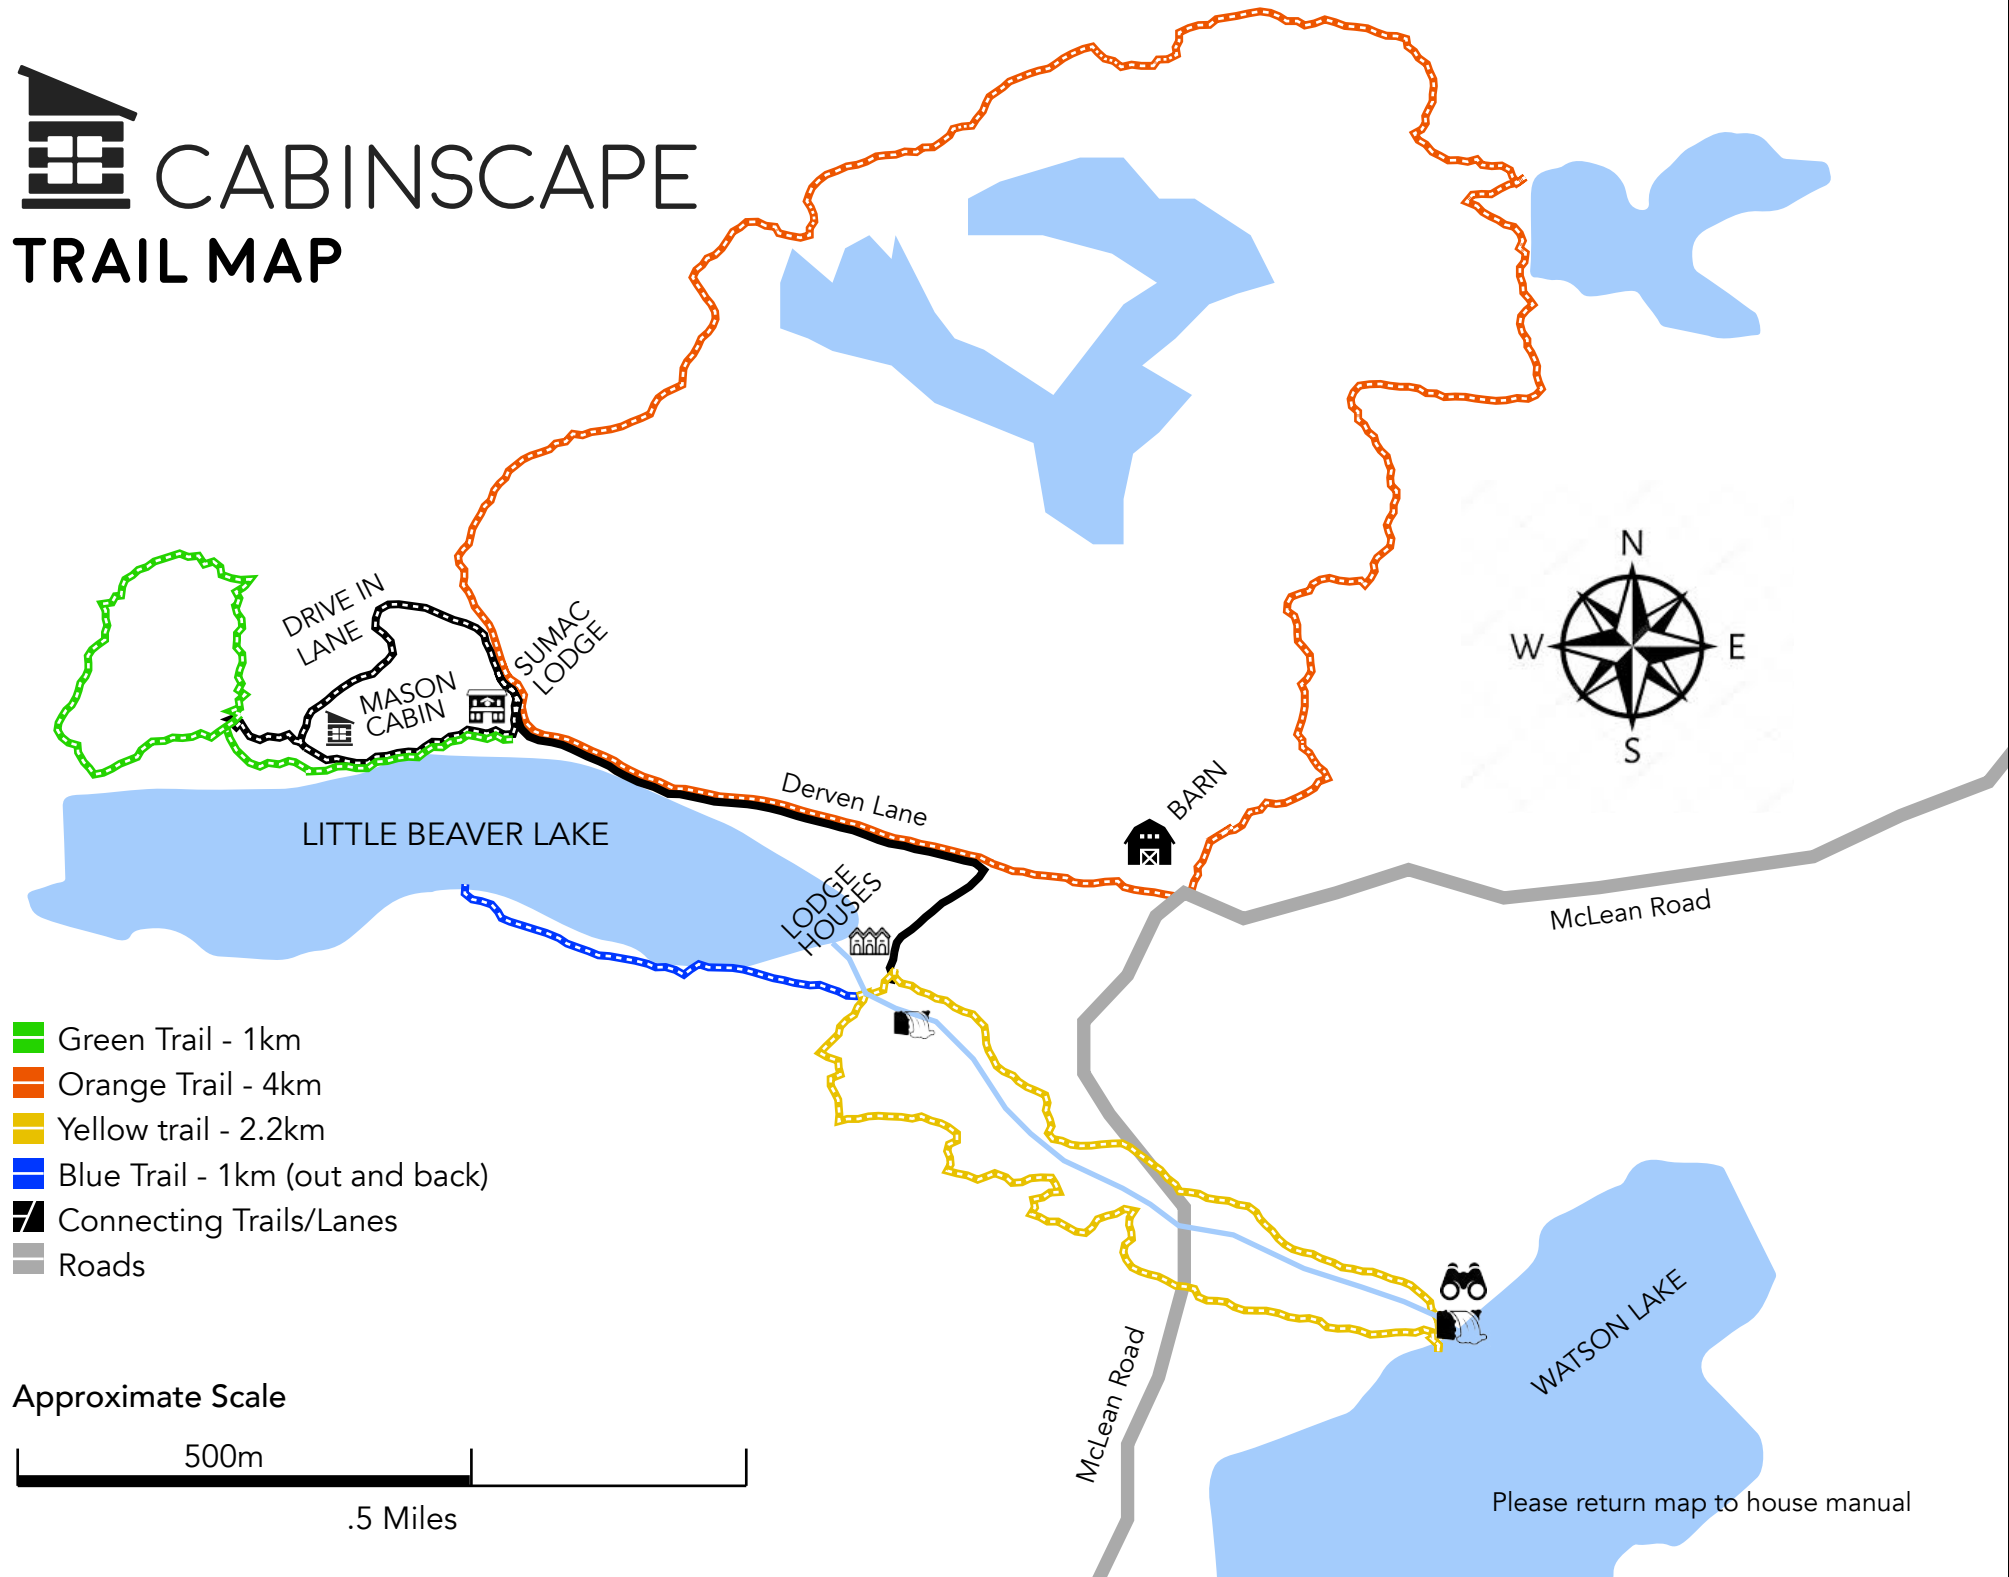 CABINSCAPE
TRAIL MAP
DRIVE IN
LANE
SUMAC
LODGE
MASON
CABIN
N
W
E
S
Derven Lane
BARN
LITTLE BEAVER LAKE
LODGE
HOUSES
McLean Road
Green Trail - 1km
Orange Trail - 4km
Yellow trail - 2.2km
Blue Trail - 1km (out and back)
Connecting Trails/Lanes
Roads
WATSON LAKE
McLean Road
Approximate Scale
500m
.5 Miles
Please return map to house manual